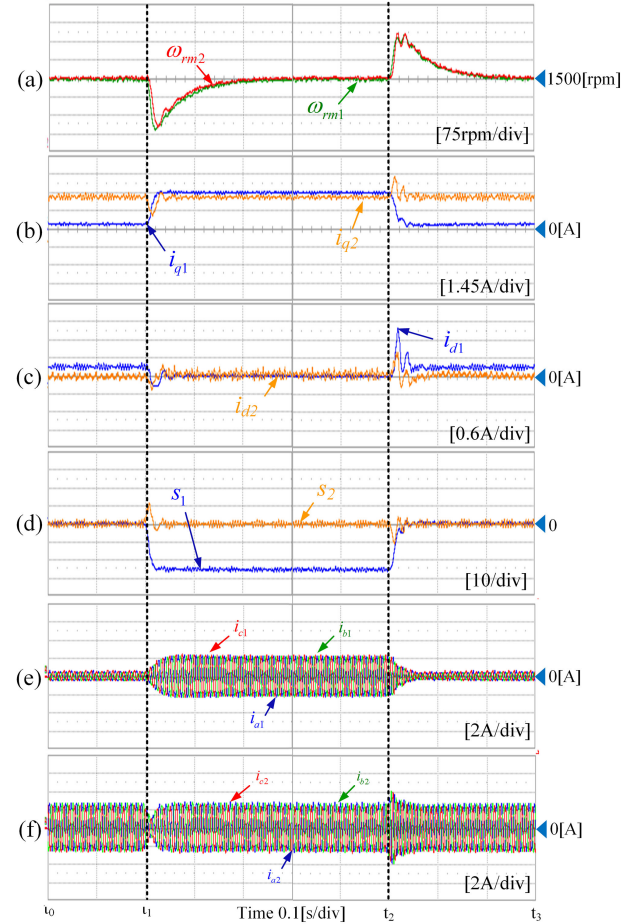 (a)
ωrm2
ωrm1
1500[rpm]
[75rpm/div]
(b)
iq1
iq2
0[A]
[1.45A/div]
(c)
id1
id2
0[A]
[0.6A/div]
(d)
s1
s2
0
[10/div]
(e)
ic1
ib1
ia1
0[A]
[2A/div]
(f)
ic2
ib2
ia2
0[A]
[2A/div]
t0 t1 Time 0.1[s/div] t2 t3